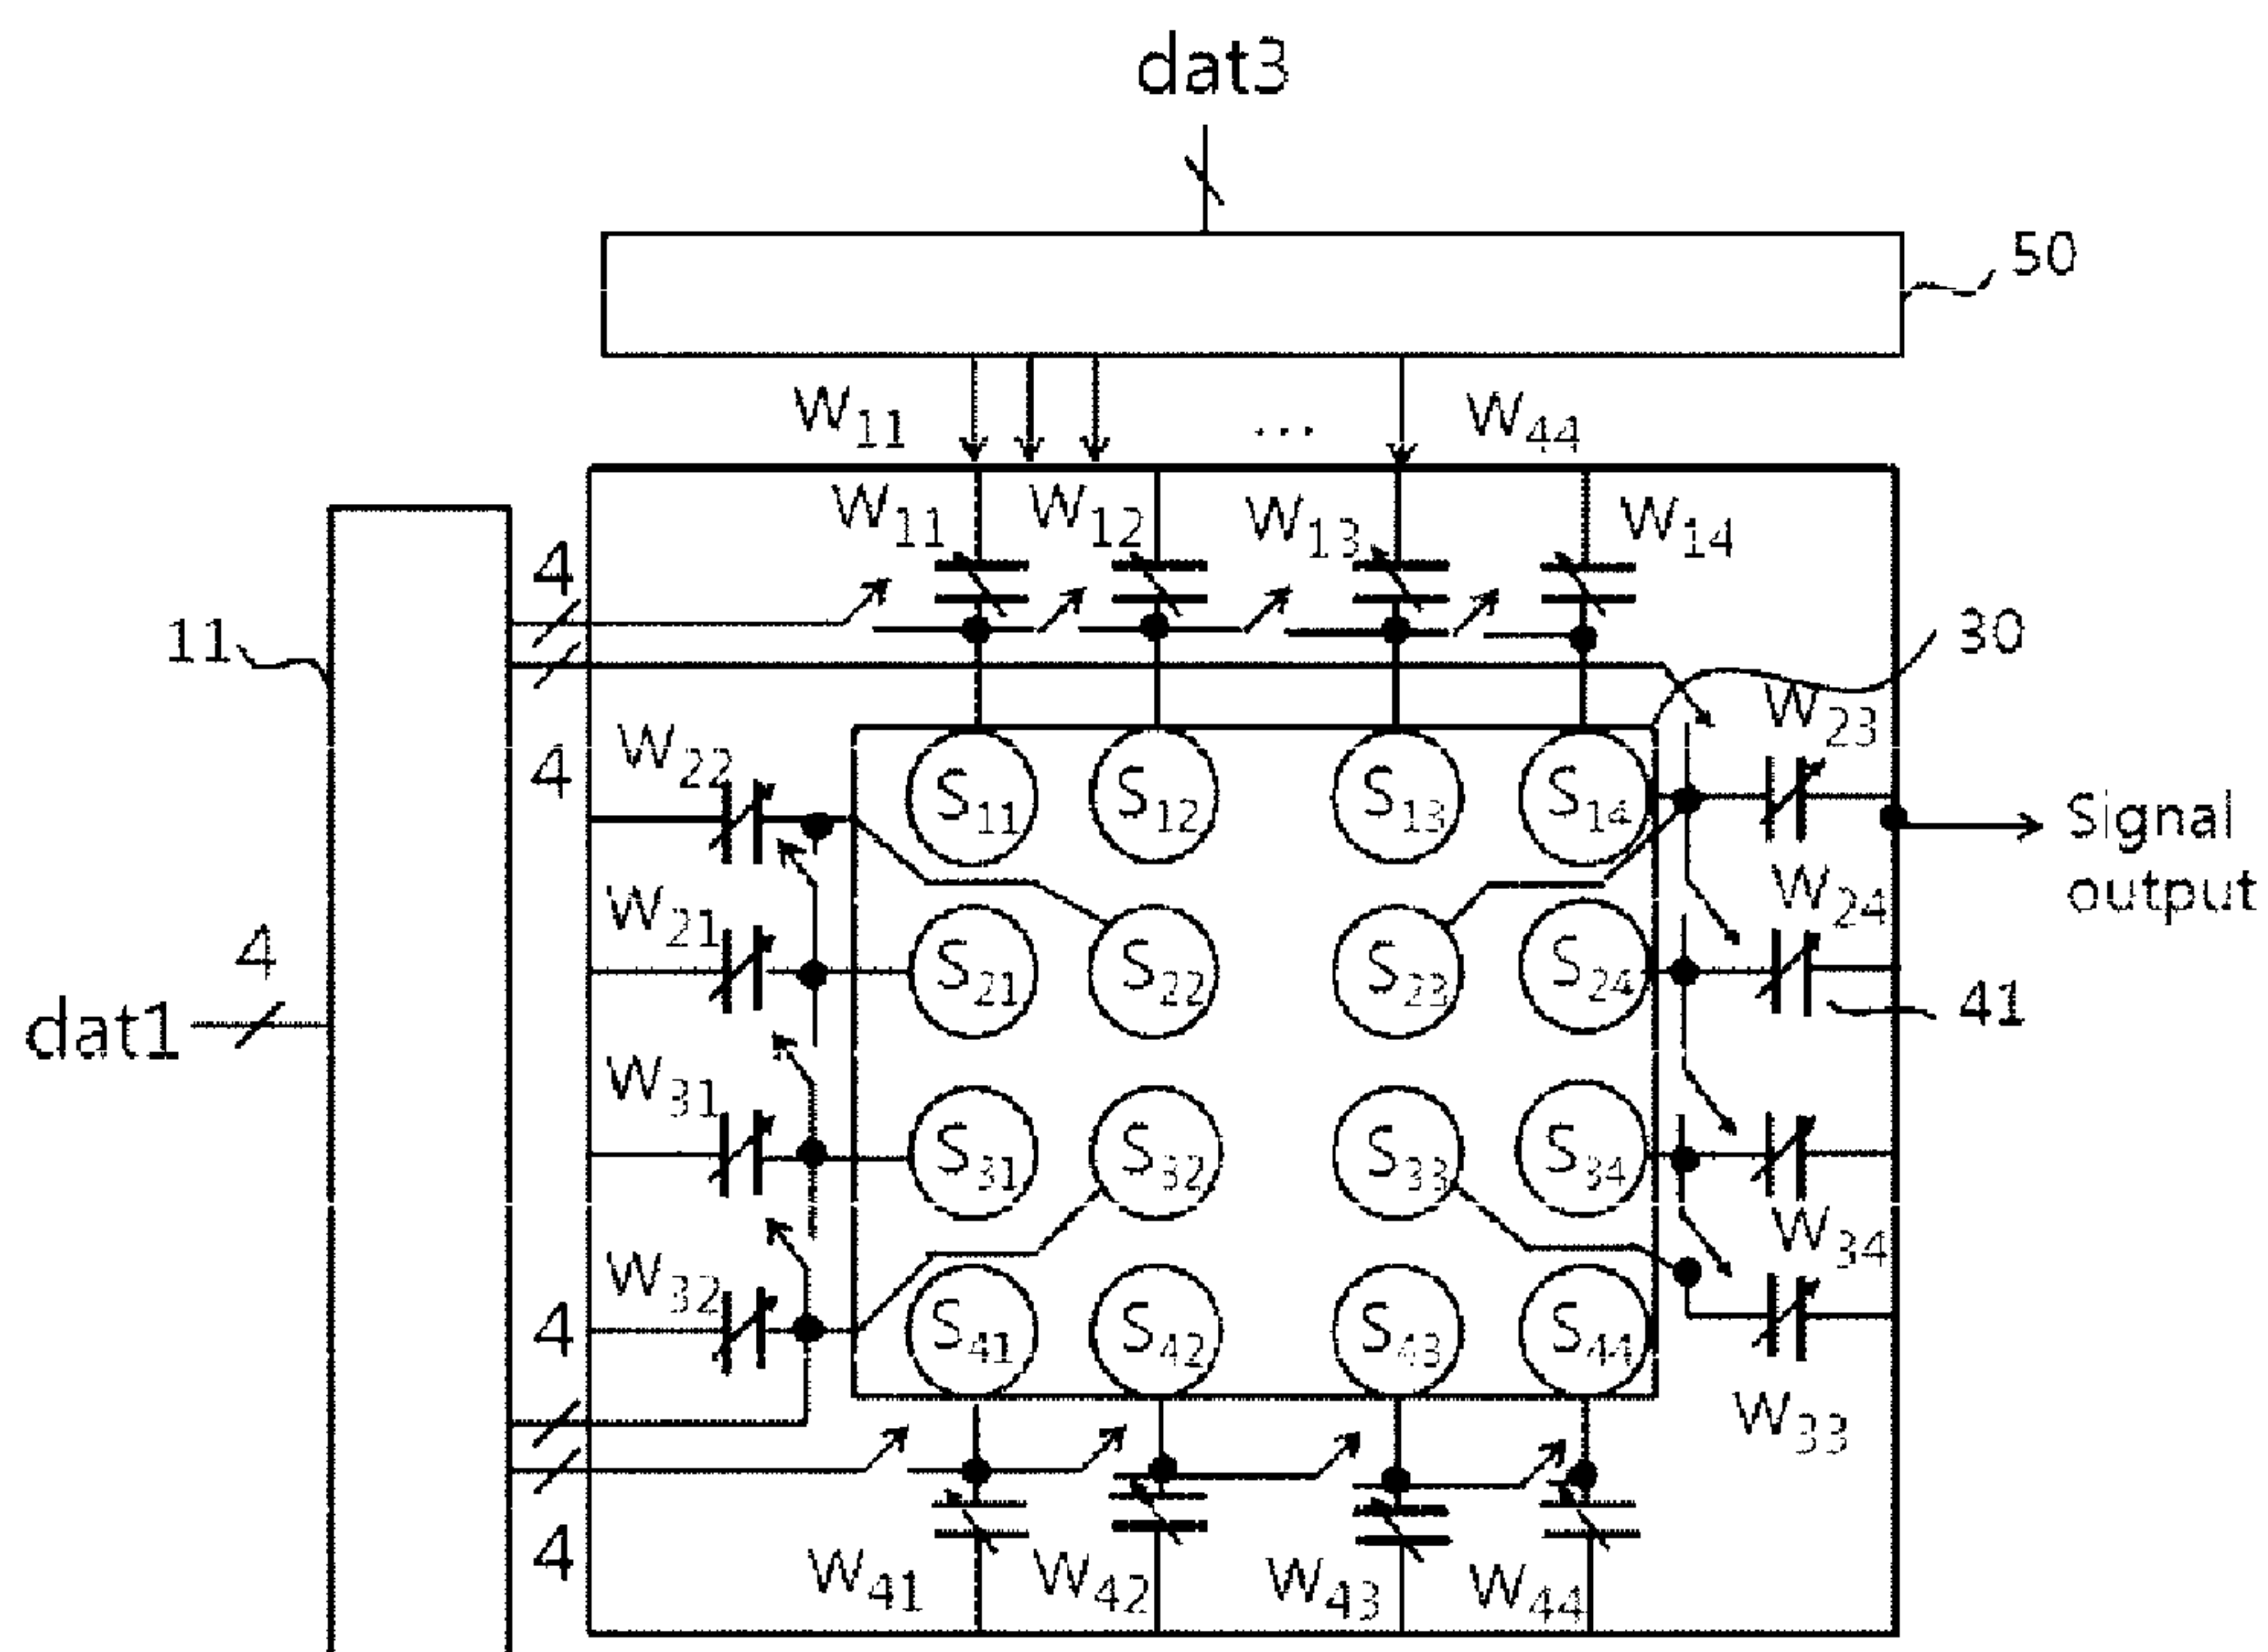 dat3
50
W11 ... W44
W11 W12 W13 W14
4
11
30
4
W22
W23
S11 S12 S13 S14
Signal
output
W21
W24
S21 S22 S23 S24
4
dat1
41
W31
S31 S32 S33 S34
W34
W32
4
S41 S42 S43 S44
W33
4
W41 W42 W43 W44